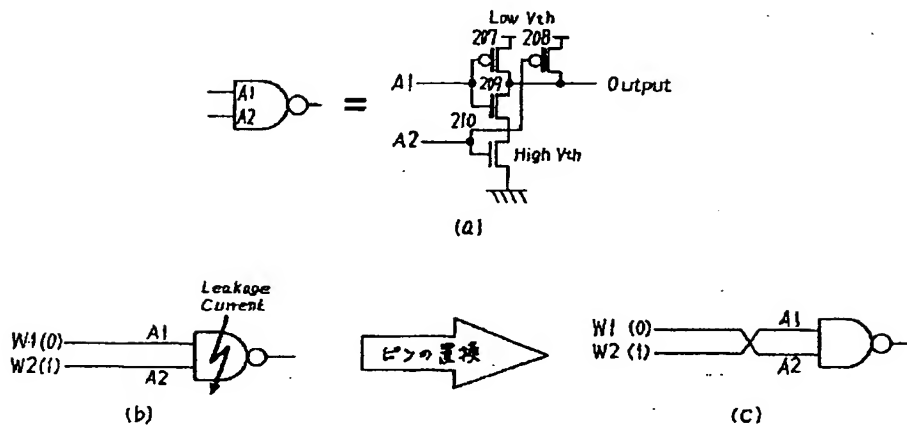 Low Vth
207 208
A1
A2
=
A1
209
Output
210
A2
High Vth
(a)
Leakage
Current
W1(0) A1
W2(1)
A2
(b)
ピンの置換
W1 (0) A1
W2 (1)
A2
(c)